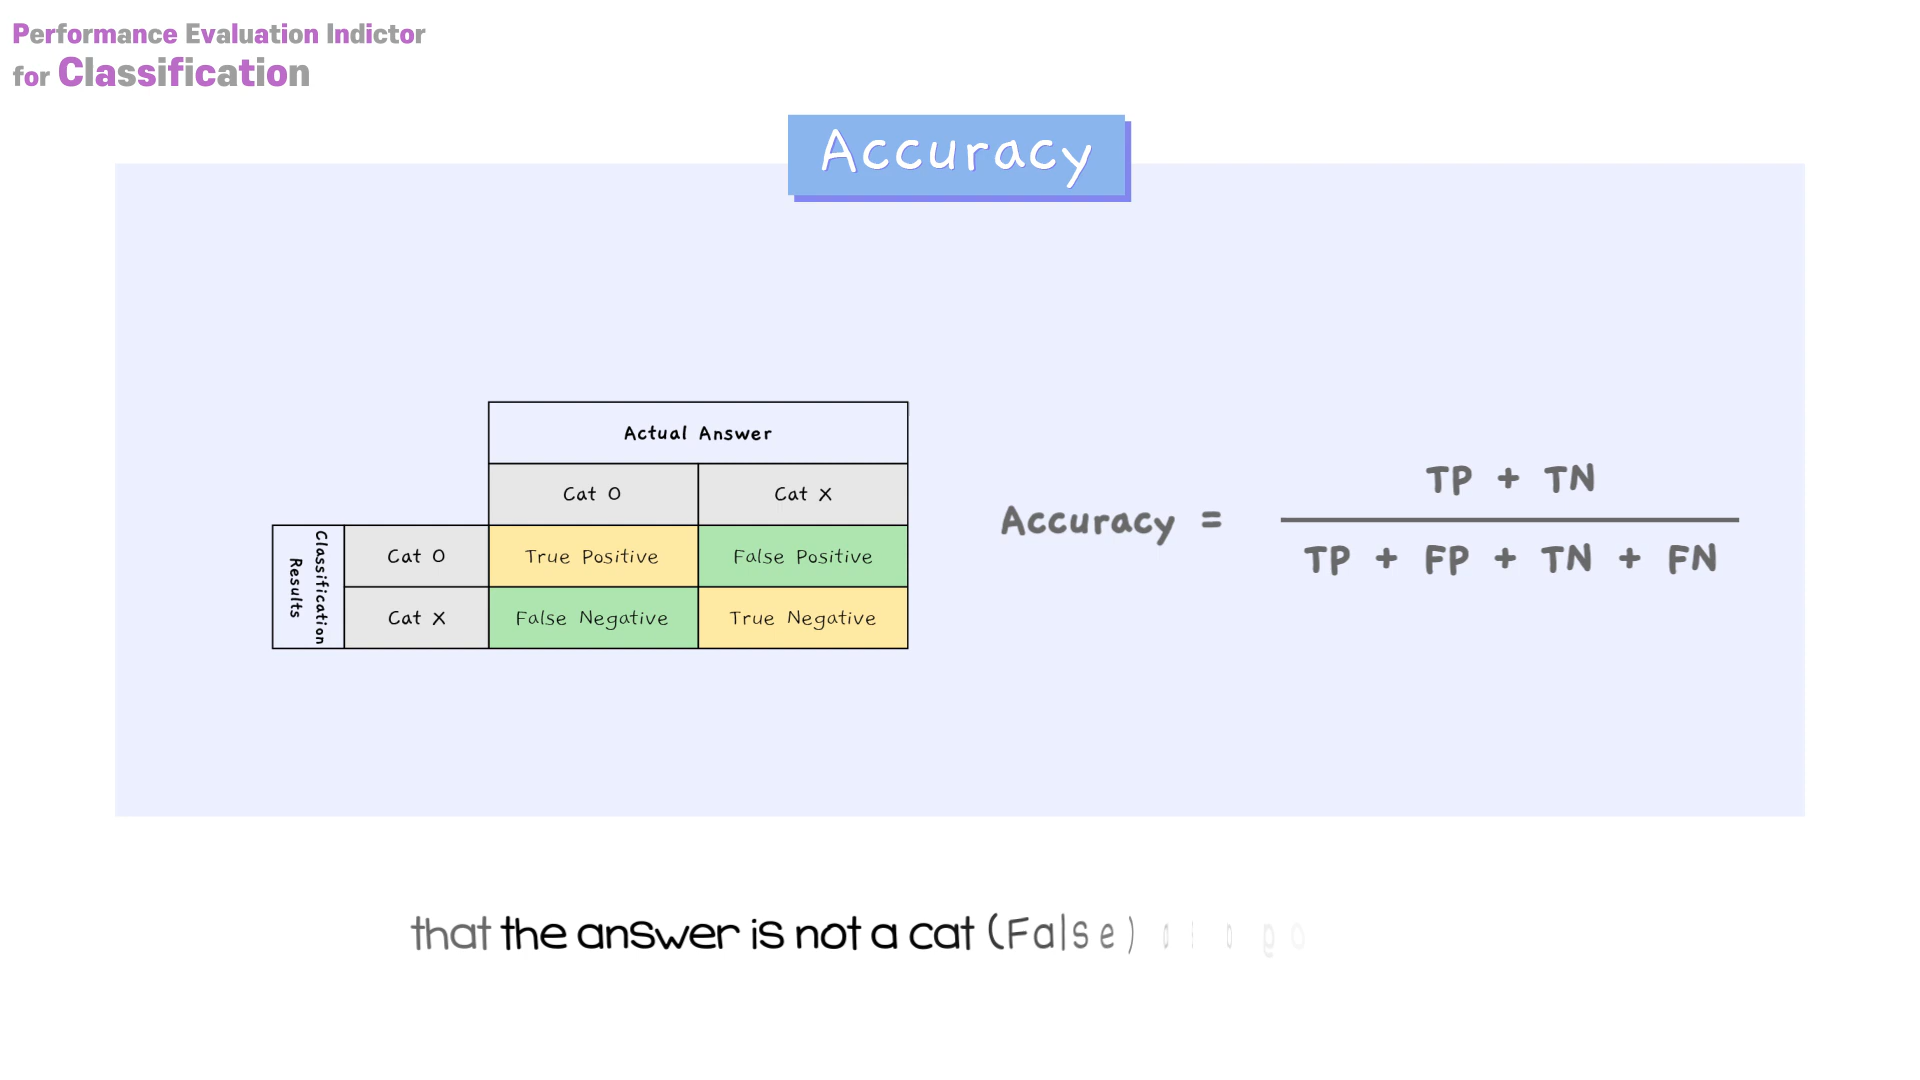 Performance Evaluation Indictor
for Classification
Accuracy
Actual Answer
Cat O
Cat X
Classification
Results
Cat O
True Positive
False Positive
Cat X
False Negative
True Negative
Accuracy =
TP + TN
TP + FP + TN + FN
that the answer is not a cat (False)